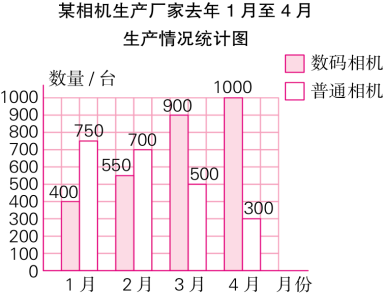 某相机生产厂家去年 1 月至 4 月
生产情况统计图
数码相机
普通相机
数量 / 台
1000
900
800
700
600
500
400
300
200
100
0
400
750
550
700
900
500
1000
300
1 月
2 月
3 月
4 月
月份